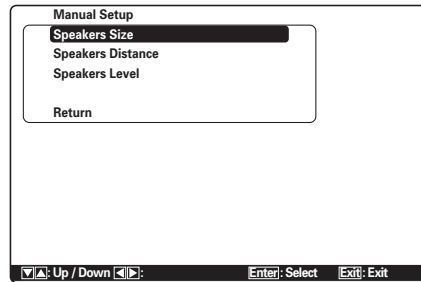 Manual Setup
Speakers Size
Speakers Distance
Speakers Level
Return
▼▲: Up / Down ◀▶: Enter: Select Exit: Exit